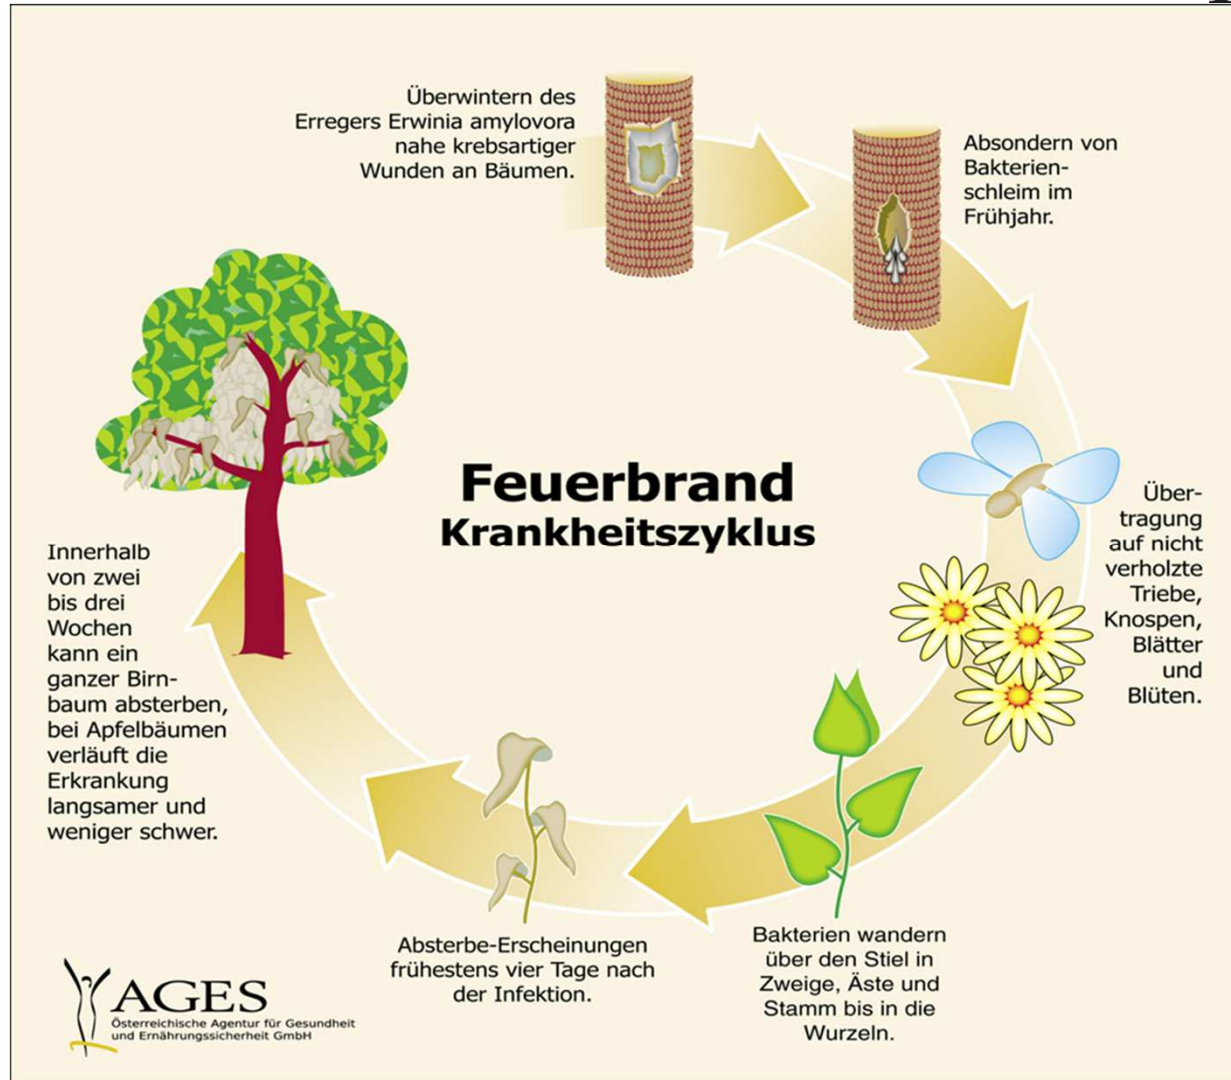 Überwintern des
Erregers Erwinia amylovora
nahe krebsartiger
Wunden an Bäumen.
Absondern von
Bakterien-
schleim im
Frühjahr.
Feuerbrand
Krankheitszyklus
Über-
tragung
auf nicht
verholzte
Triebe,
Knospen,
Blätter
und
Blüten.
Bakterien wandern
über den Stiel in
Zweige, Äste und
Stamm bis in die
Wurzeln.
Absterbe-Erscheinungen
frühestens vier Tage nach
der Infektion.
Innerhalb
von zwei
bis drei
Wochen
kann ein
ganzer Birn-
baum absterben,
bei Apfelbäumen
verläuft die
Erkrankung
langsamer und
weniger schwer.
AGES
Österreichische Agentur für Gesundheit
und Ernährungssicherheit GmbH